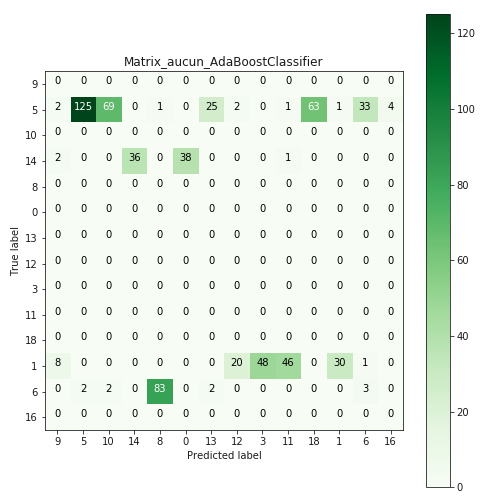 Matrix_aucun_AdaBoostClassifier
120
9 0 0 0 0 0 0 0 0 0 0 0 0 0 0
5 2 125 69 0 1 0 25 2 0 1 63 1 33 4
10 0 0 0 0 0 0 0 0 0 0 0 0 0 0
100
14 2 0 0 36 0 38 0 0 0 1 0 0 0 0
8 0 0 0 0 0 0 0 0 0 0 0 0 0 0
80
0 0 0 0 0 0 0 0 0 0 0 0 0 0 0
13 0 0 0 0 0 0 0 0 0 0 0 0 0 0
True label
12 0 0 0 0 0 0 0 0 0 0 0 0 0 0
60
3 0 0 0 0 0 0 0 0 0 0 0 0 0 0
11 0 0 0 0 0 0 0 0 0 0 0 0 0 0
40
18 0 0 0 0 0 0 0 0 0 0 0 0 0 0
1 8 0 0 0 0 0 0 20 48 46 0 30 1 0
6 0 2 2 0 83 0 2 0 0 0 0 0 3 0
20
16 0 0 0 0 0 0 0 0 0 0 0 0 0 0
9 5 10 14 8 0 13 12 3 11 18 1 6 16
Predicted label
0